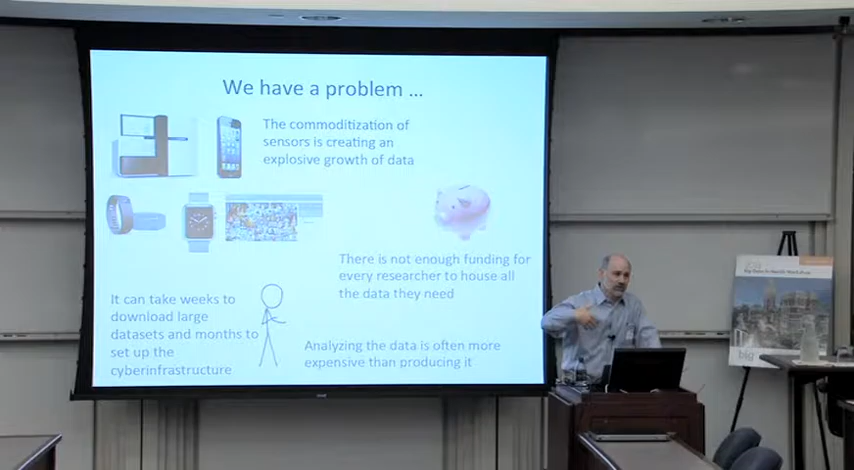 We have a problem ...
The commoditization of
sensors is creating an
explosive growth of data
There is not enough funding for
every researcher to house all
the data they need
It can take weeks to
download large
datasets and months to
set up the
cyberinfrastructure
Analyzing the data is often more
expensive than producing it